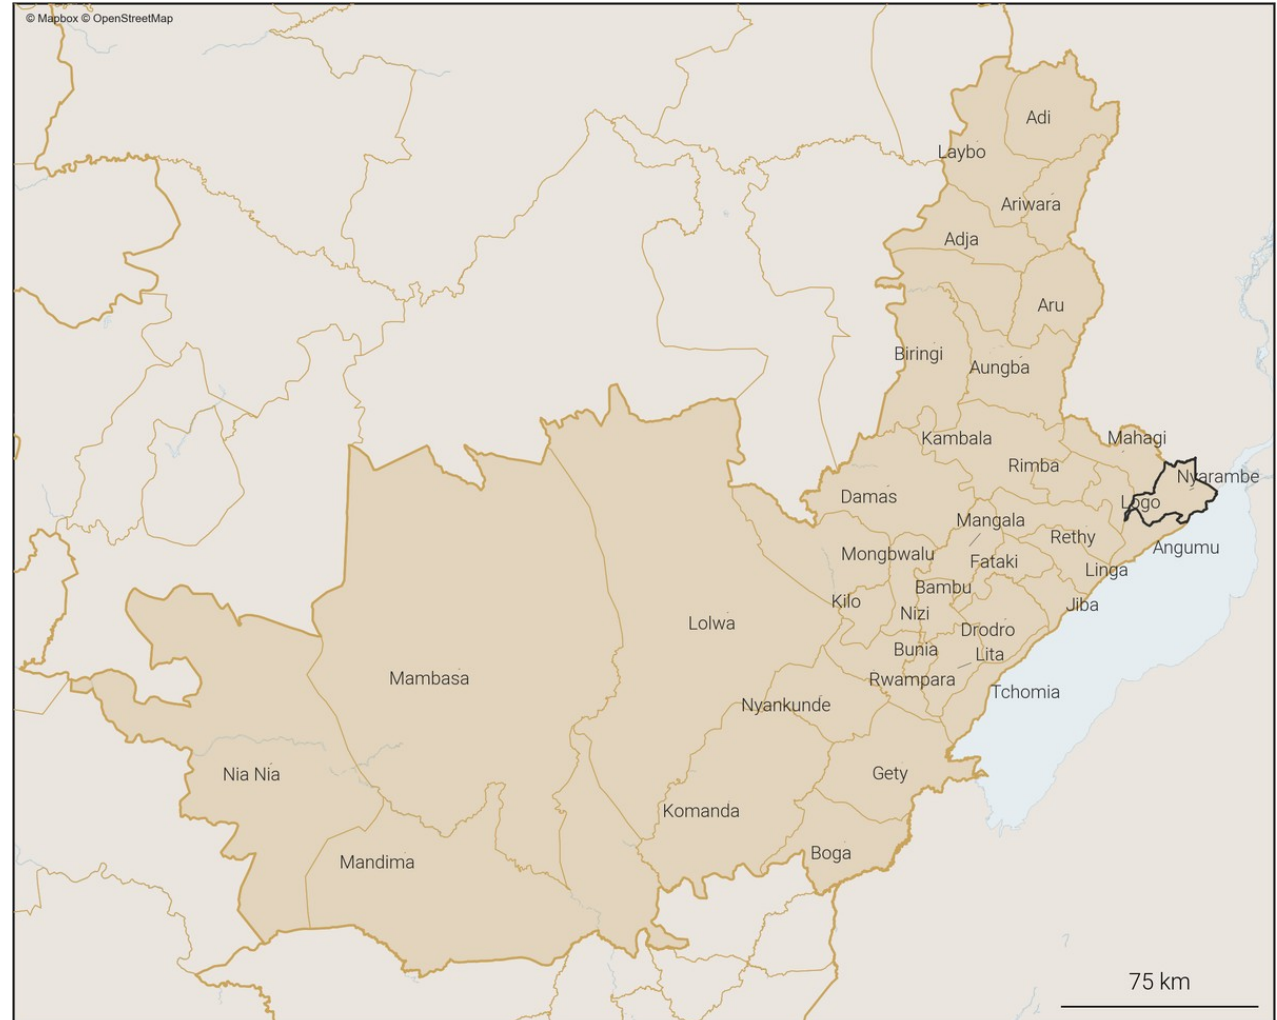 © Mapbox © OpenStreetMap
Adi
Laybo
Ariwara
Adja
Aru
Biringi
Aungba
Kambala
Mahagi
Rimba
Nyarambe
Damas
Logo
Mangala
Rethy
Angumu
Mongbwalu
Fataki
Linga
Bambu
Kilo
Jiba
Nizi
Lolwa
Drodro
Bunia
Lita
Mambasa
Rwampara
Tchomia
Nyankunde
Nia Nia
Gety
Komanda
Boga
Mandima
75 km